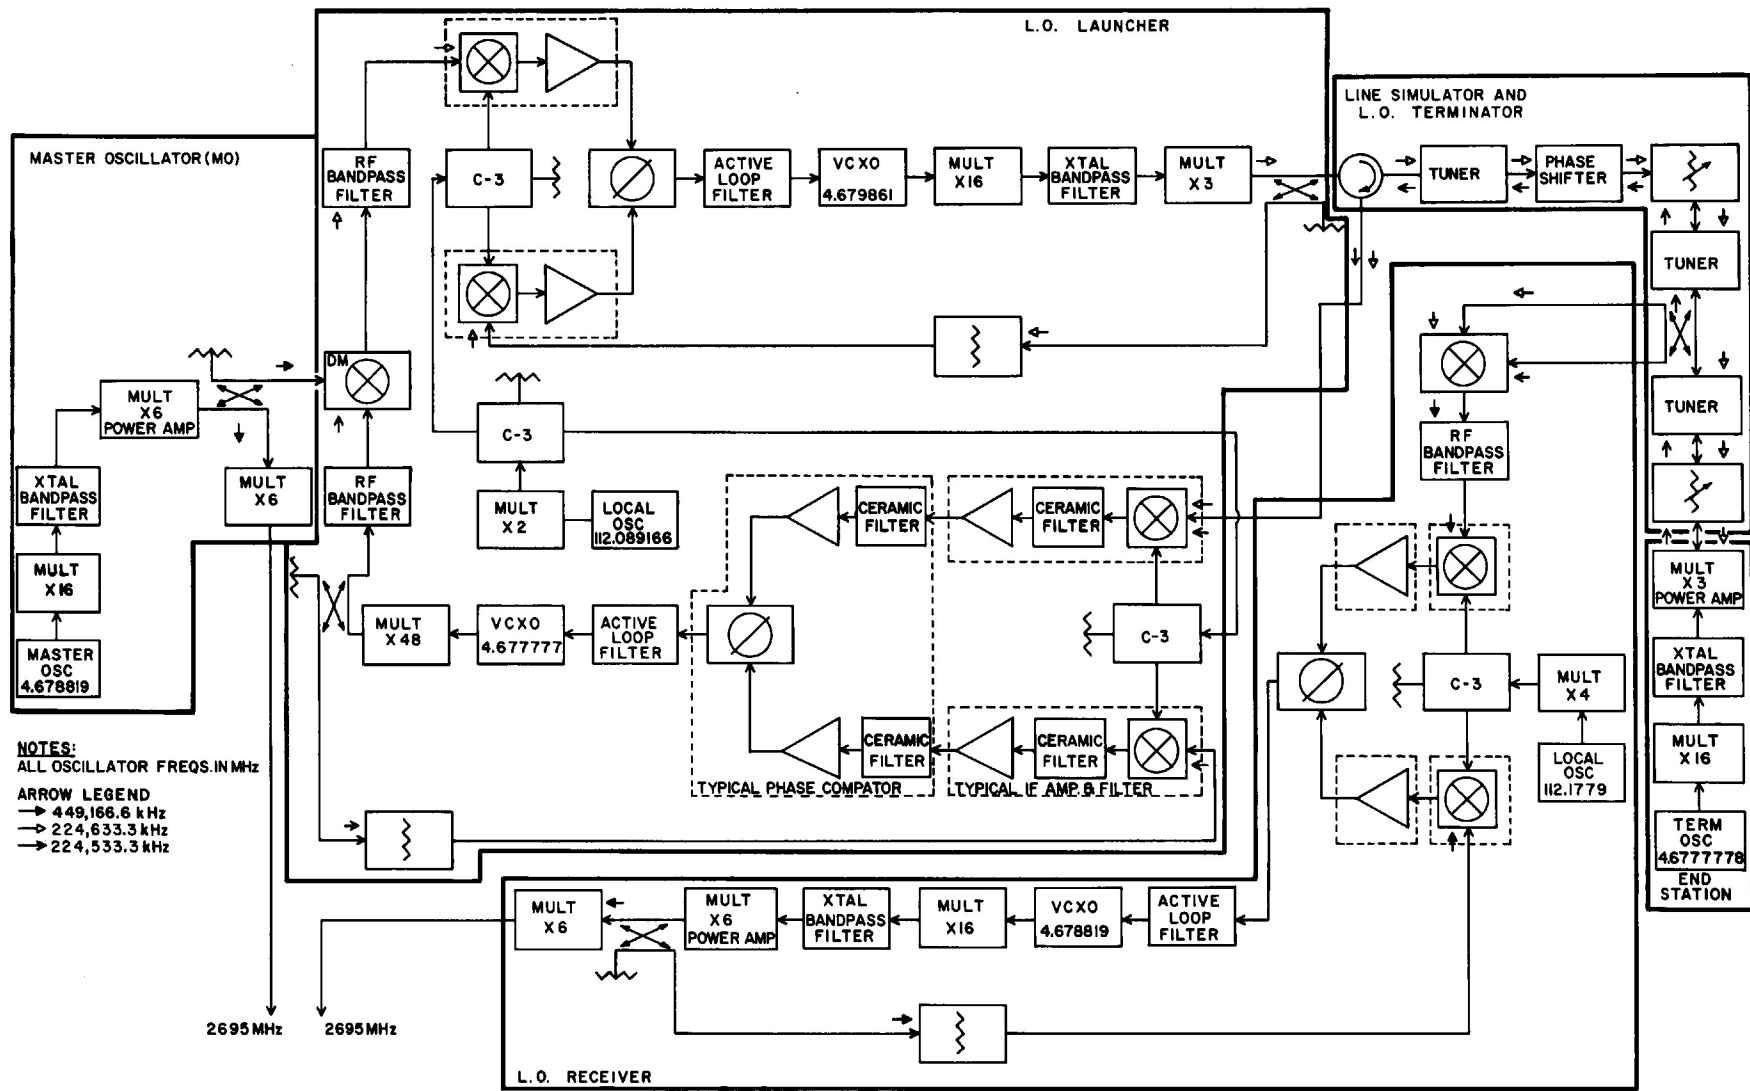 L.O. LAUNCHER
LINE SIMULATOR AND
L.O. TERMINATOR
MASTER OSCILLATOR (MO)
RF
BANDPASS
FILTER
C-3
ACTIVE
LOOP
FILTER
VCXO
4.679861
MULT
X16
XTAL
BANDPASS
FILTER
MULT
X3
TUNER
PHASE
SHIFTER
TUNER
DM
MULT
X6
POWER AMP
C-3
TUNER
XTAL
BANDPASS
FILTER
MULT
X6
RF
BANDPASS
FILTER
MULT
X2
LOCAL
OSC
112.089166
CERAMIC
FILTER
CERAMIC
FILTER
RF
BANDPASS
FILTER
MULT
X16
MASTER
OSC
4.678819
MULT
X48
VCXO
4.677777
ACTIVE
LOOP
FILTER
C-3
C-3
MULT
X4
LOCAL
OSC
112.1779
MULT
X3
POWER AMP
XTAL
BANDPASS
FILTER
MULT
X16
TERM
OSC
4.6777778
END
STATION
CERAMIC
FILTER
CERAMIC
FILTER
TYPICAL PHASE COMPATOR
TYPICAL IF AMP & FILTER
NOTES:
ALL OSCILLATOR FREQS. IN MHz
ARROW LEGEND
449,166.6 kHz
224,633.3 kHz
224,533.3 kHz
MULT
X6
MULT
X6
POWER AMP
XTAL
BANDPASS
FILTER
MULT
X16
VCXO
4.678819
ACTIVE
LOOP
FILTER
2695 MHz
2695 MHz
L.O. RECEIVER